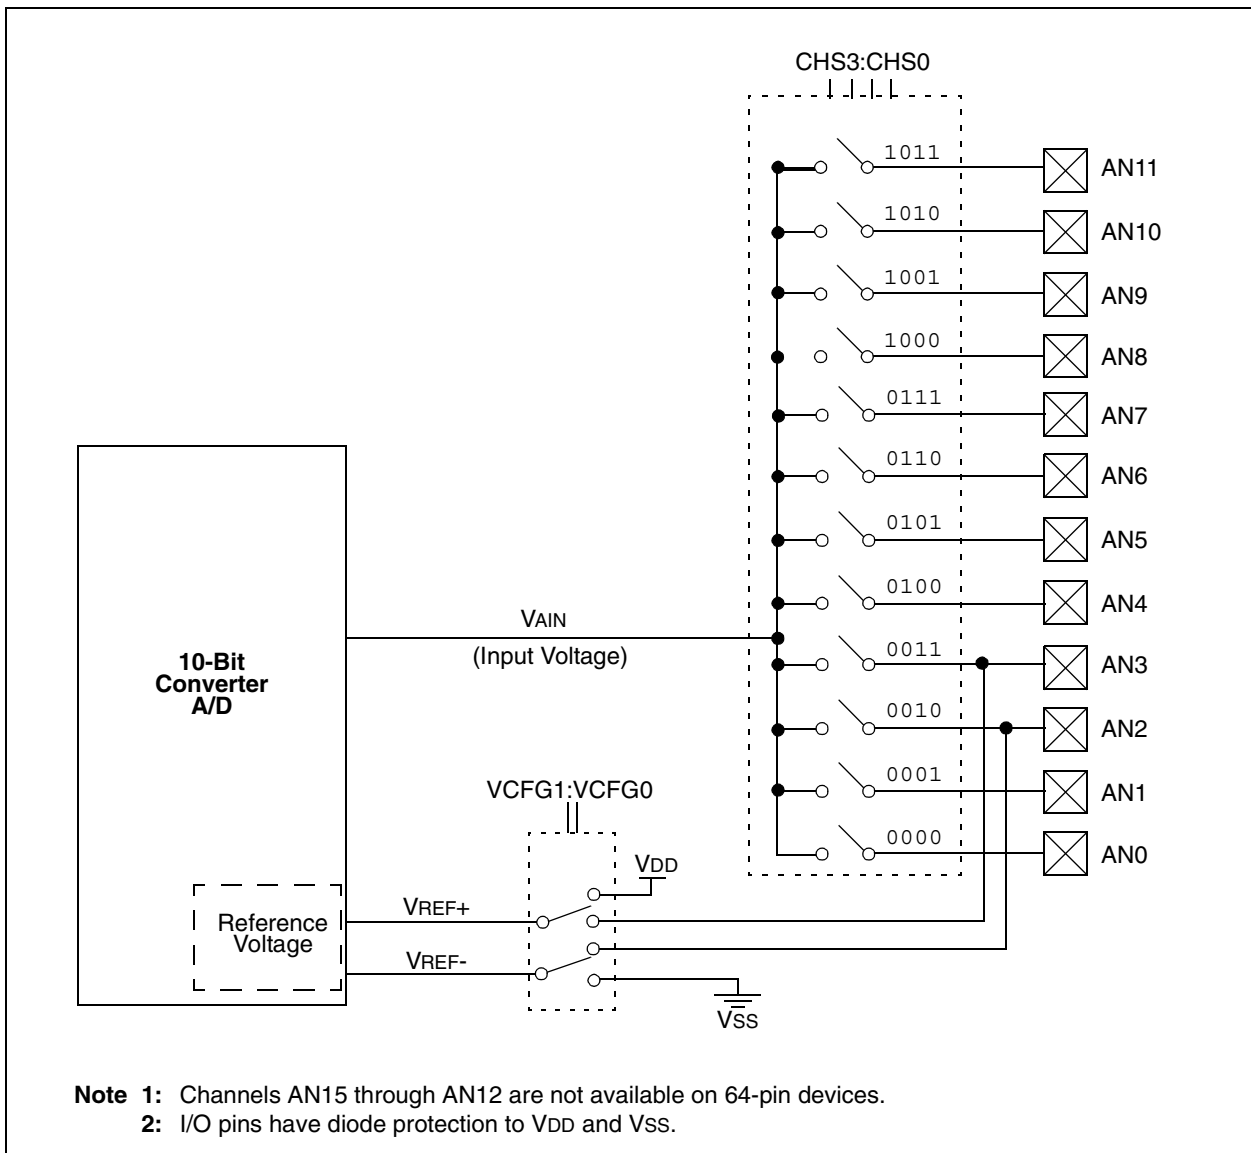 CHS3:CHS0
1011 AN11
1010 AN10
1001 AN9
1000 AN8
0111 AN7
0110 AN6
0101 AN5
0100 AN4
VAIN
(Input Voltage)
10-Bit
Converter
A/D
0011 AN3
0010 AN2
0001 AN1
0000 AN0
VCFG1:VCFG0
VDD
Reference
Voltage
VREF+
VREF-
VSS
Note 1: Channels AN15 through AN12 are not available on 64-pin devices.
2: I/O pins have diode protection to VDD and VSS.